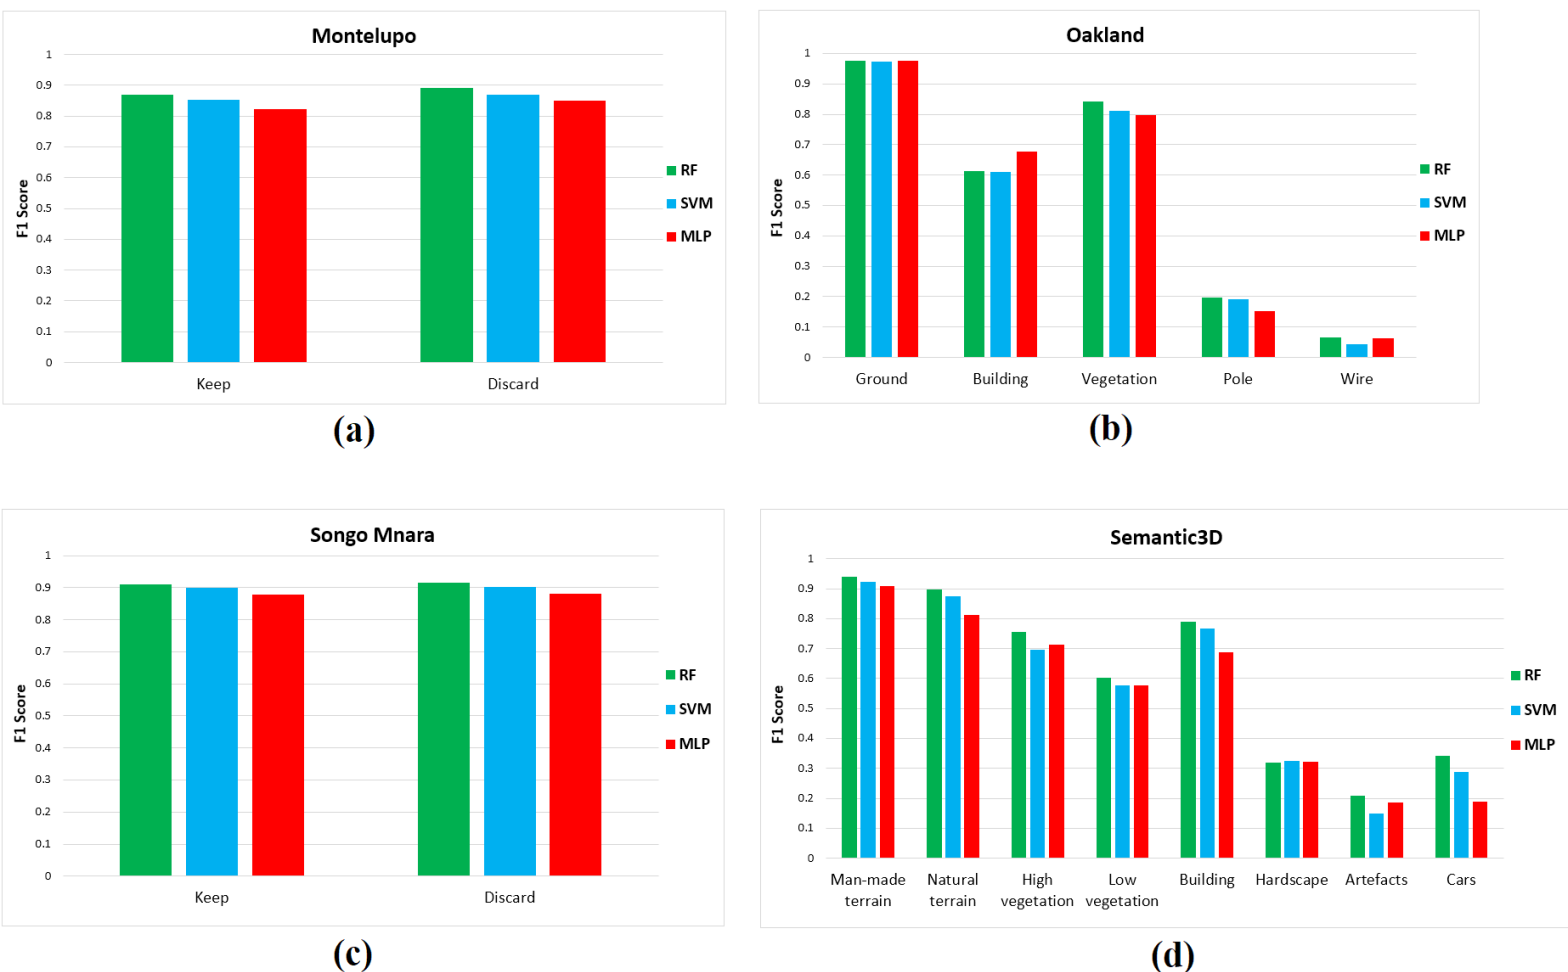 Montelupo
1
0.9
0.8
0.7
0.6
0.5
0.4
0.3
0.2
0.1
0
F1 Score
Keep Discard
RF
SVM
MLP
(a)
Oakland
1
0.9
0.8
0.7
0.6
0.5
0.4
0.3
0.2
0.1
0
F1 Score
Ground Building Vegetation Pole Wire
RF
SVM
MLP
(b)
Songo Mnara
1
0.9
0.8
0.7
0.6
0.5
0.4
0.3
0.2
0.1
0
F1 Score
Keep Discard
RF
SVM
MLP
(c)
Semantic3D
1
0.9
0.8
0.7
0.6
0.5
0.4
0.3
0.2
0.1
0
F1 Score
Man-made Natural High Low Building Hardscape Artefacts Cars
terrain terrain vegetation vegetation
RF
SVM
MLP
(d)